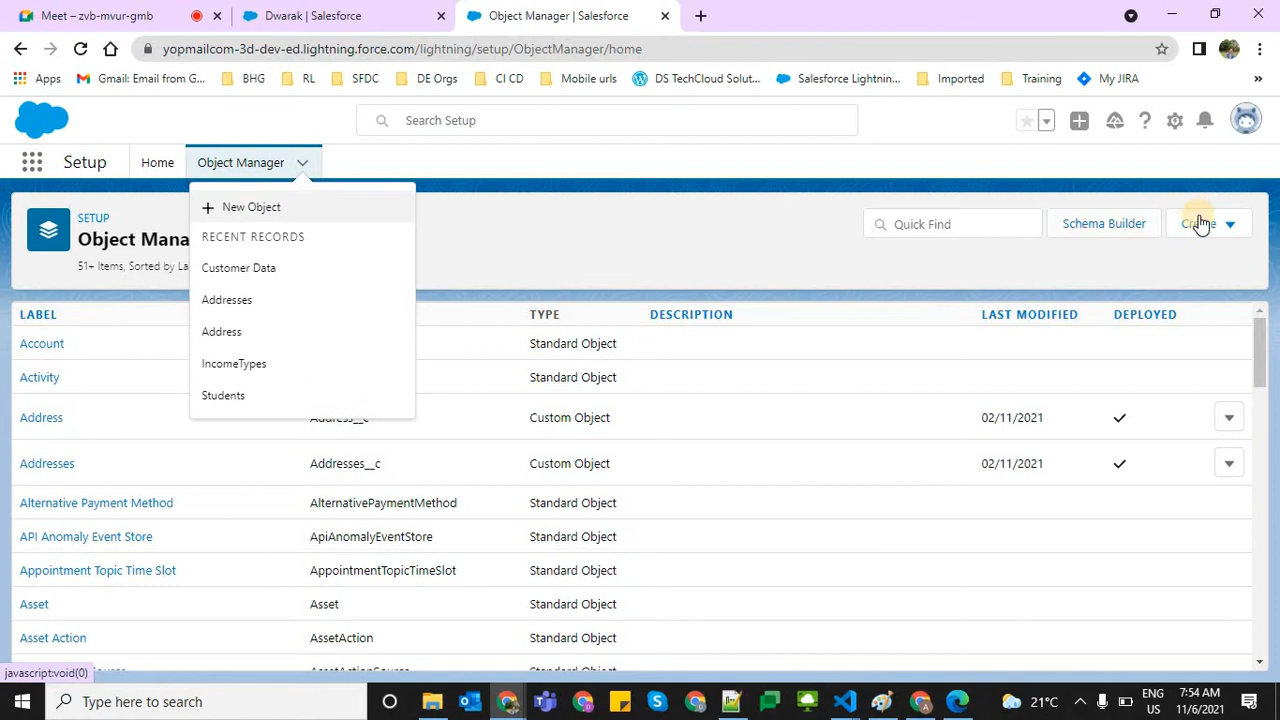 Meet – zvb-mvur-gmb
Dwarak | Salesforce
Object Manager | Salesforce
yopmailcom-3d-dev-ed.lightning.force.com/lightning/setup/ObjectManager/home
Apps
Gmail: Email from G...
BHG
RL
SFDC
DE Orgs
CI CD
Mobile urls
DS TechCloud Solut...
Salesforce Lightnin...
Imported
Training
My JIRA
»
Search Setup
Setup
Home
Object Manager
New Object
RECENT RECORDS
Customer Data
Addresses
Address
IncomeTypes
Students
SETUP
Object Mana
51+ Items, Sorted by La
Quick Find
Schema Builder
Create
LABEL
TYPE
DESCRIPTION
LAST MODIFIED
DEPLOYED
Account
Standard Object
Activity
Standard Object
Address
Address__c
Custom Object
02/11/2021
Addresses
Addresses__c
Custom Object
02/11/2021
Alternative Payment Method
AlternativePaymentMethod
Standard Object
API Anomaly Event Store
ApiAnomalyEventStore
Standard Object
Appointment Topic Time Slot
AppointmentTopicTimeSlot
Standard Object
Asset
Asset
Standard Object
Asset Action
AssetAction
Standard Object
javascript:void(0)
Type here to search
21°C
ENG
US
7:54 AM
11/6/2021